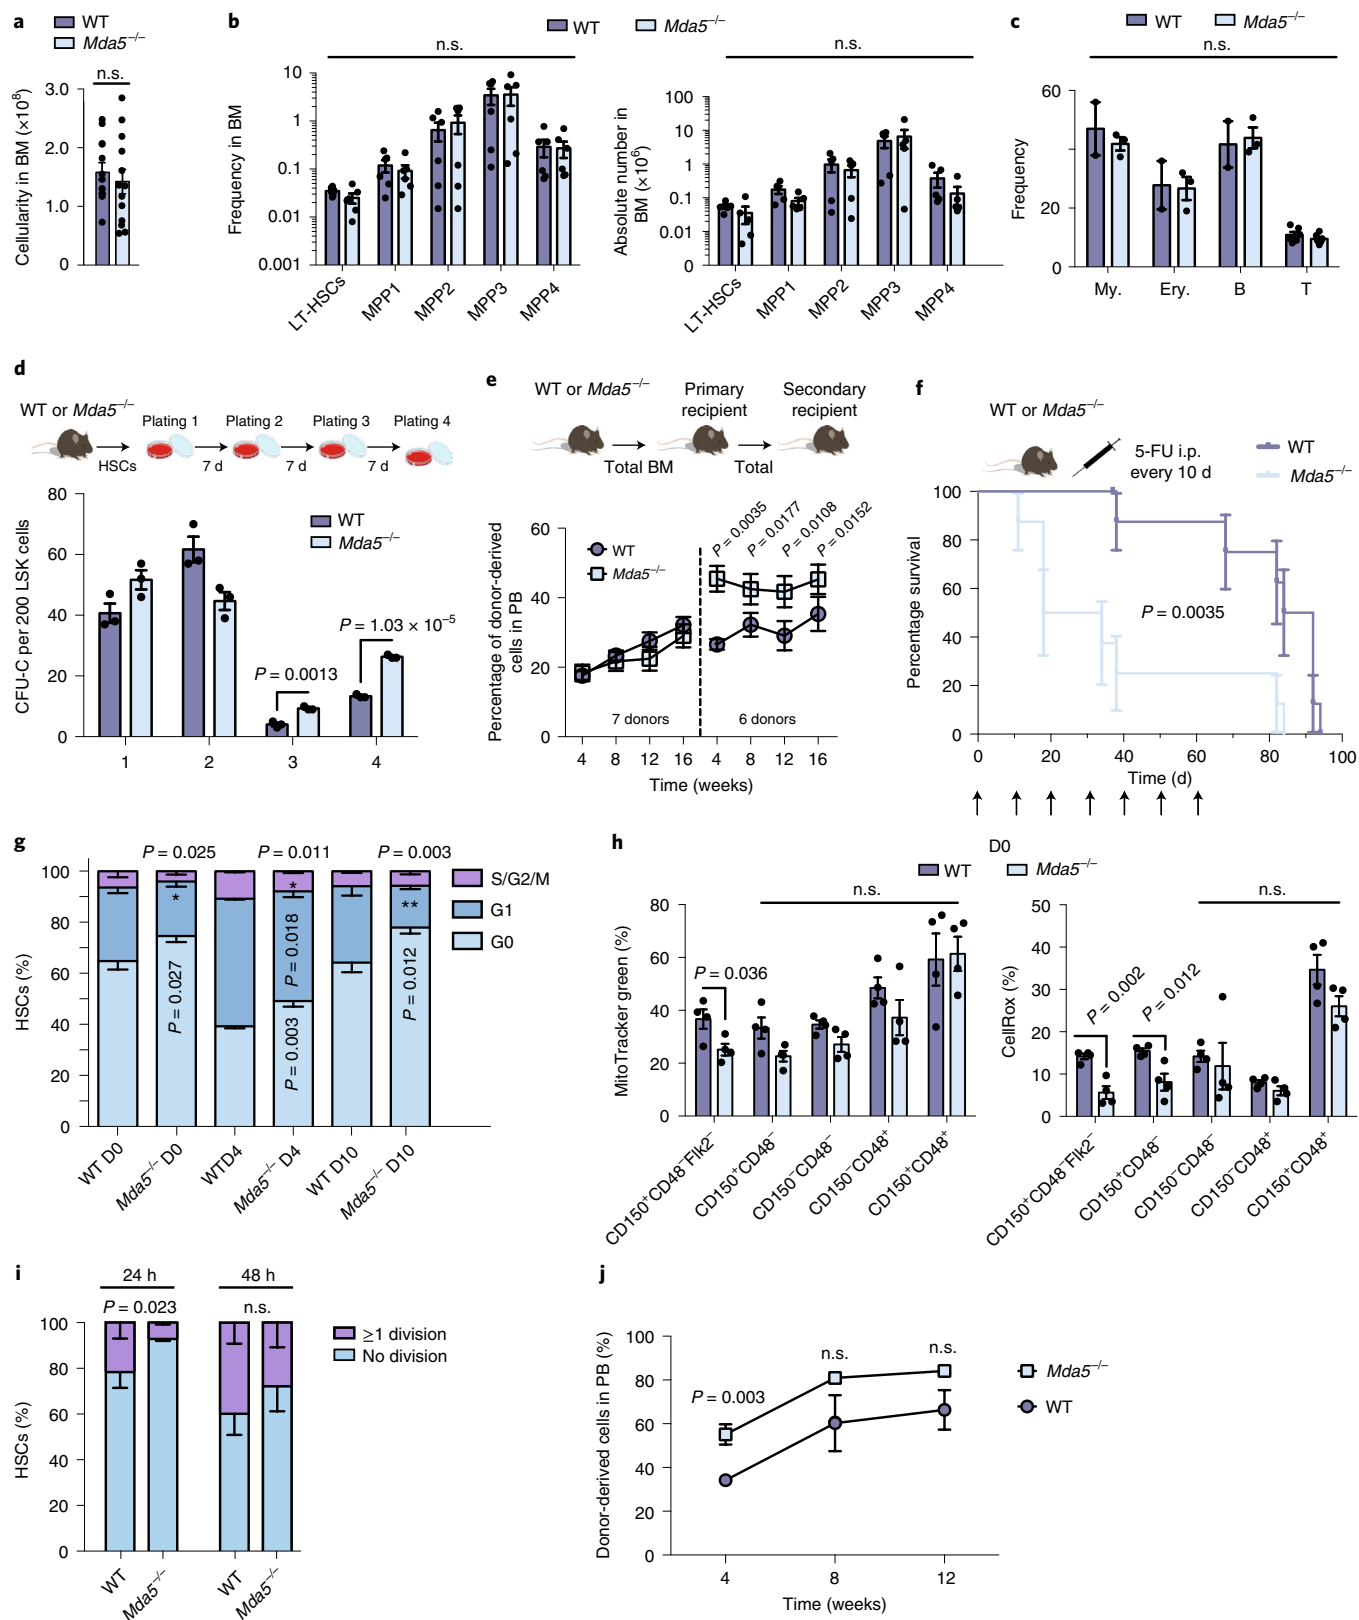 a
WT
Mda5−/−
n.s.
Cellularity in BM (×10⁸)
3.0
2.0
1.0
0
b
WT
Mda5−/−
n.s.
Frequency in BM
10
1
0.1
0.01
0.001
LT-HSCs
MPP1
MPP2
MPP3
MPP4
n.s.
Absolute number in
BM (×10⁶)
100
10
1
0.1
0.01
0
LT-HSCs
MPP1
MPP2
MPP3
MPP4
c
WT
Mda5−/−
n.s.
Frequency
60
20
0
My.
Ery.
B
T
d
WT or Mda5−/−
Plating 1
Plating 2
Plating 3
Plating 4
HSCs
7 d
7 d
7 d
CFU-C per 200 LSK cells
80
60
40
20
0
WT
Mda5−/−
P = 0.0013
P = 1.03 × 10−5
1
2
3
4
e
WT or Mda5−/−
Primary
recipient
Secondary
recipient
Total BM
Total
Percentage of donor-derived
cells in PB
60
40
20
0
WT
Mda5−/−
P = 0.0035
P = 0.0177
P = 0.0108
P = 0.0152
7 donors
6 donors
4
8
12
16
4
8
12
16
Time (weeks)
f
WT or Mda5−/−
5-FU i.p.
every 10 d
WT
Mda5−/−
Percentage survival
100
80
60
40
20
0
P = 0.0035
0
20
40
60
80
100
Time (d)
g
P = 0.025
P = 0.011
P = 0.003
HSCs (%)
100
80
60
40
20
0
*
P = 0.027
*
P = 0.018
P = 0.003
**
P = 0.012
S/G2/M
G1
G0
WT D0
Mda5−/− D0
WTD4
Mda5−/− D4
WT D10
Mda5−/− D10
h
D0
WT
Mda5−/−
n.s.
MitoTracker green (%)
80
60
40
20
0
P = 0.036
CD150+CD48−Flk2−
CD150+CD48−
CD150−CD48−
CD150−CD48+
CD150+CD48+
n.s.
CellRox (%)
50
40
30
20
10
0
P = 0.002
P = 0.012
CD150+CD48−Flk2−
CD150+CD48−
CD150−CD48−
CD150−CD48+
CD150+CD48+
i
24 h
48 h
P = 0.023
n.s.
HSCs (%)
100
80
60
40
20
0
≥1 division
No division
WT
Mda5−/−
WT
Mda5−/−
j
Donor-derived cells in PB (%)
100
80
60
40
20
0
P = 0.003
n.s.
n.s.
Mda5−/−
WT
4
8
12
Time (weeks)